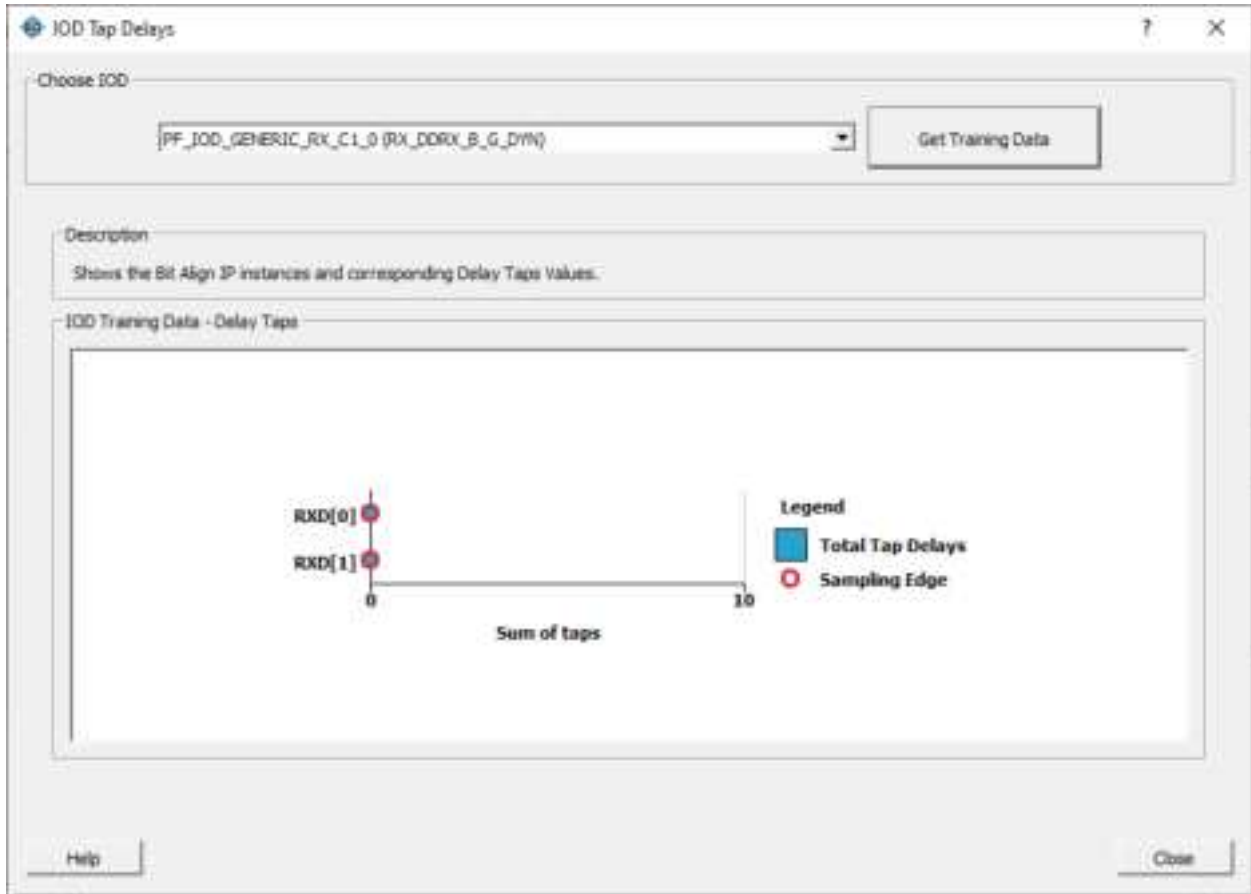 IOD Tap Delays
?
Choose IOD
PF_IOD_GENERIC_RX_C1_0 (RX_DDRX_B_G_DYN)
Get Training Data
Description
Shows the Bit Align IP instances and corresponding Delay Taps Values.
IOD Training Data - Delay Taps
RXD[0]
RXD[1]
0
10
Sum of taps
Legend
Total Tap Delays
Sampling Edge
Help
Close